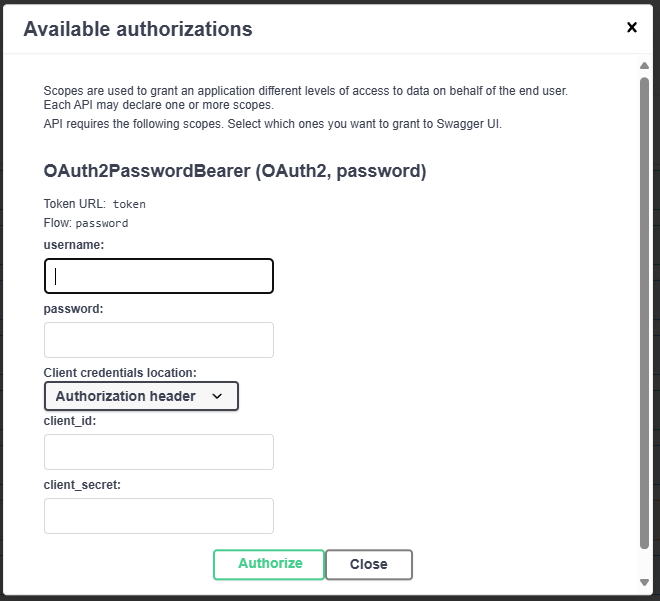 Available authorizations
Scopes are used to grant an application different levels of access to data on behalf of the end user.
Each API may declare one or more scopes.
API requires the following scopes. Select which ones you want to grant to Swagger UI.
OAuth2PasswordBearer (OAuth2, password)
Token URL: token
Flow: password
username:
password:
Client credentials location:
Authorization header
client_id:
client_secret:
Authorize Close